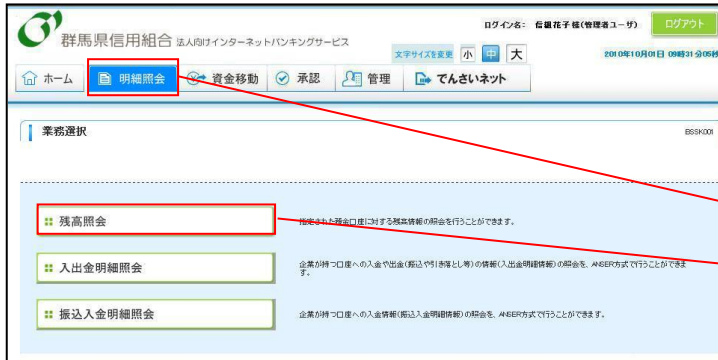 群馬県信用組合 法人向けインターネットバンキングサービス
ログイン名: 信組花子様(管理者ユーザ)
ログアウト
文字サイズを変更 小 中 大
2010年10月01日 09時31分05秒
ホーム 明細照会 資金移動 承認 管理 でんさいネット
業務選択
BSSK001
残高照会
指定された預金口座に対する残高情報の照会を行うことができます。
入出金明細照会
企業が持つ口座への入金や出金(振込や引き落とし等)の情報(入出金明細情報)の照会を、ANSER方式で行うことができま
す。
振込入金明細照会
企業が持つ口座への入金情報(振込入金明細情報)の照会を、ANSER方式で行うことができます。